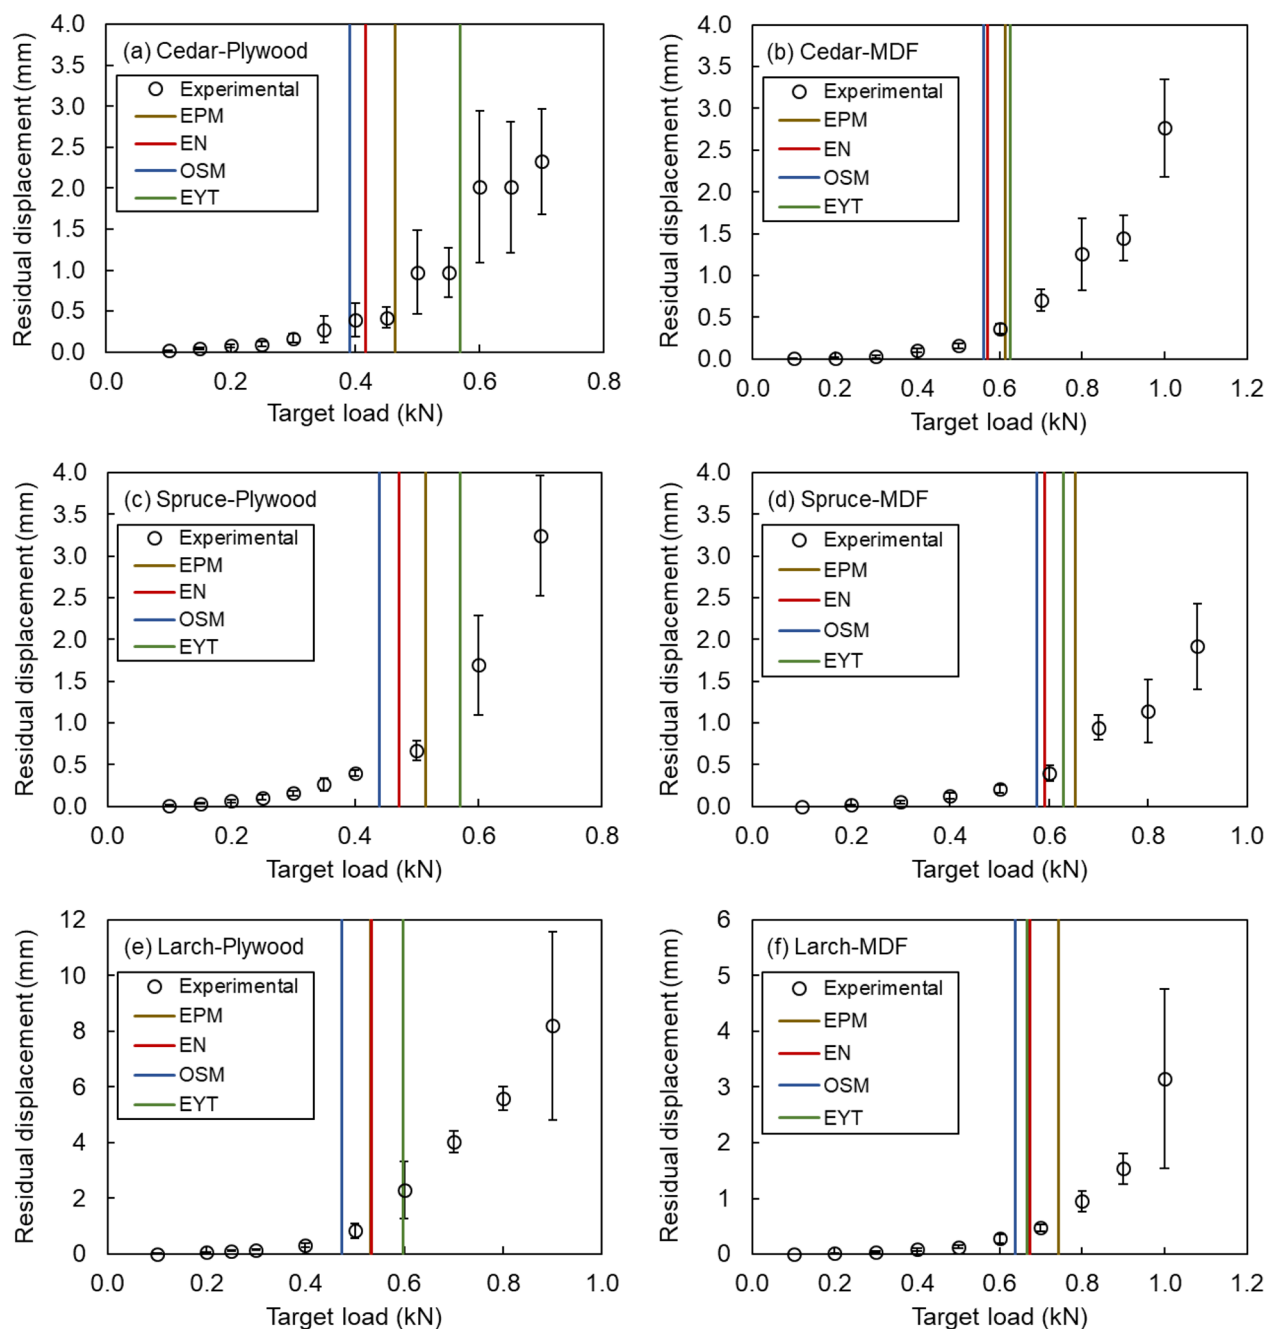 (a) Cedar-Plywood
Experimental
EPM
EN
OSM
EYT
Residual displacement (mm)
4.0
3.5
3.0
2.5
2.0
1.5
1.0
0.5
0.0
0.0 0.2 0.4 0.6 0.8
Target load (kN)
(b) Cedar-MDF
Experimental
EPM
EN
OSM
EYT
Residual displacement (mm)
4.0
3.5
3.0
2.5
2.0
1.5
1.0
0.5
0.0
0.0 0.2 0.4 0.6 0.8 1.0 1.2
Target load (kN)
(c) Spruce-Plywood
Experimental
EPM
EN
OSM
EYT
Residual displacement (mm)
4.0
3.5
3.0
2.5
2.0
1.5
1.0
0.5
0.0
0.0 0.2 0.4 0.6 0.8
Target load (kN)
(d) Spruce-MDF
Experimental
EPM
EN
OSM
EYT
Residual displacement (mm)
4.0
3.5
3.0
2.5
2.0
1.5
1.0
0.5
0.0
0.0 0.2 0.4 0.6 0.8 1.0
Target load (kN)
(e) Larch-Plywood
Experimental
EPM
EN
OSM
EYT
Residual displacement (mm)
12
10
8
6
4
2
0
0.0 0.2 0.4 0.6 0.8 1.0
Target load (kN)
(f) Larch-MDF
Experimental
EPM
EN
OSM
EYT
Residual displacement (mm)
6
5
4
3
2
1
0
0.0 0.2 0.4 0.6 0.8 1.0 1.2
Target load (kN)